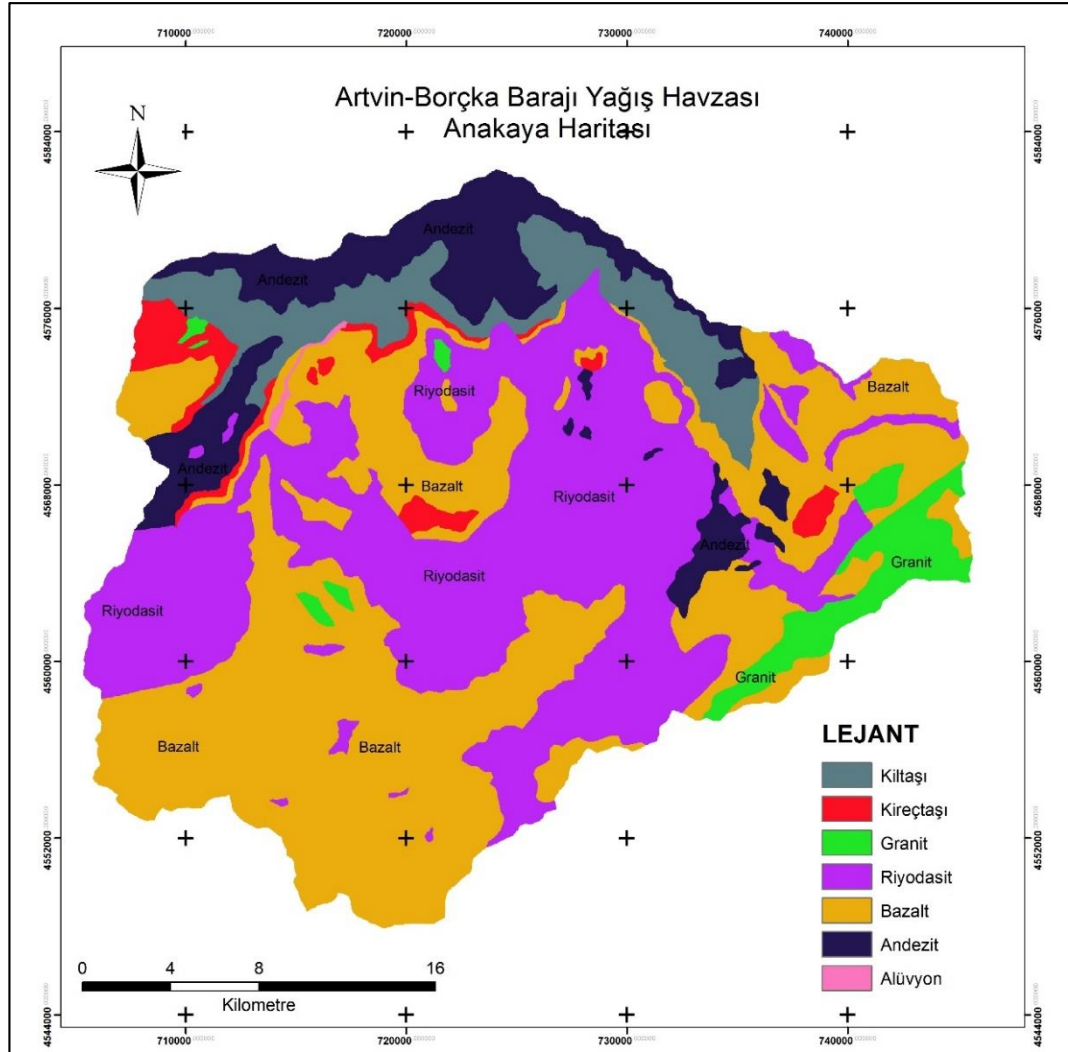 710000 720000 730000 740000
Artvin-Borçka Barajı Yağış Havzası
Anakaya Haritası
N
4584000
4584000
Andezit
Andezit
4576000
4576000
Riyodasit
Bazalt
Andezit
Bazalt
Riyodasit
4568000
4568000
Andezit
Granit
Riyodasit
Riyodasit
4560000
4560000
Granit
Bazalt
Bazalt
LEJANT
Kiltaşı
Kireçtaşı
Granit
Riyodasit
Bazalt
Andezit
Alüvyon
4552000
4552000
0 4 8 16
Kilometre
4544000
4544000
710000 720000 730000 740000